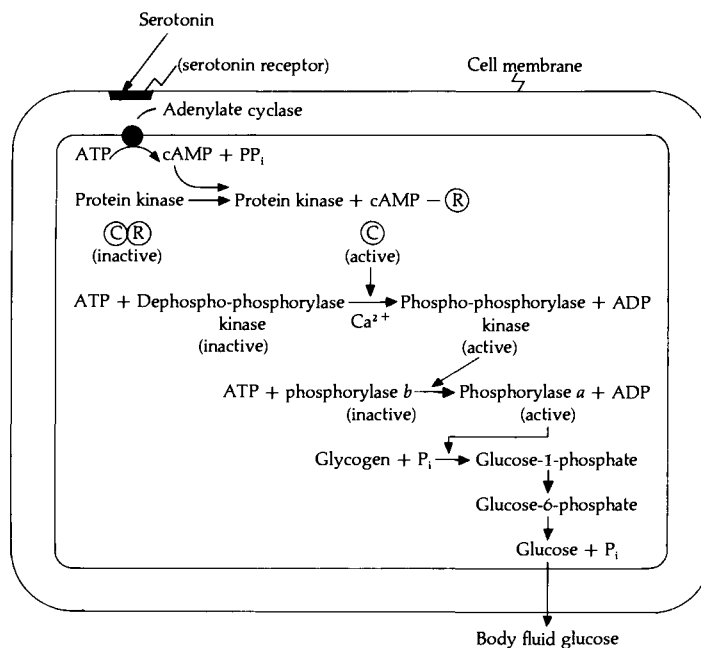 Serotonin
(serotonin receptor)
Cell membrane
Adenylate cyclase
ATP cAMP + PPi
Protein kinase Protein kinase + cAMP – R
C R C
(inactive) (active)
ATP + Dephospho-phosphorylase Phospho-phosphorylase + ADP
Ca²⁺
kinase kinase
(inactive) (active)
ATP + phosphorylase b Phosphorylase a + ADP
(inactive) (active)
Glycogen + Pi Glucose-1-phosphate
Glucose-6-phosphate
Glucose + Pi
Body fluid glucose